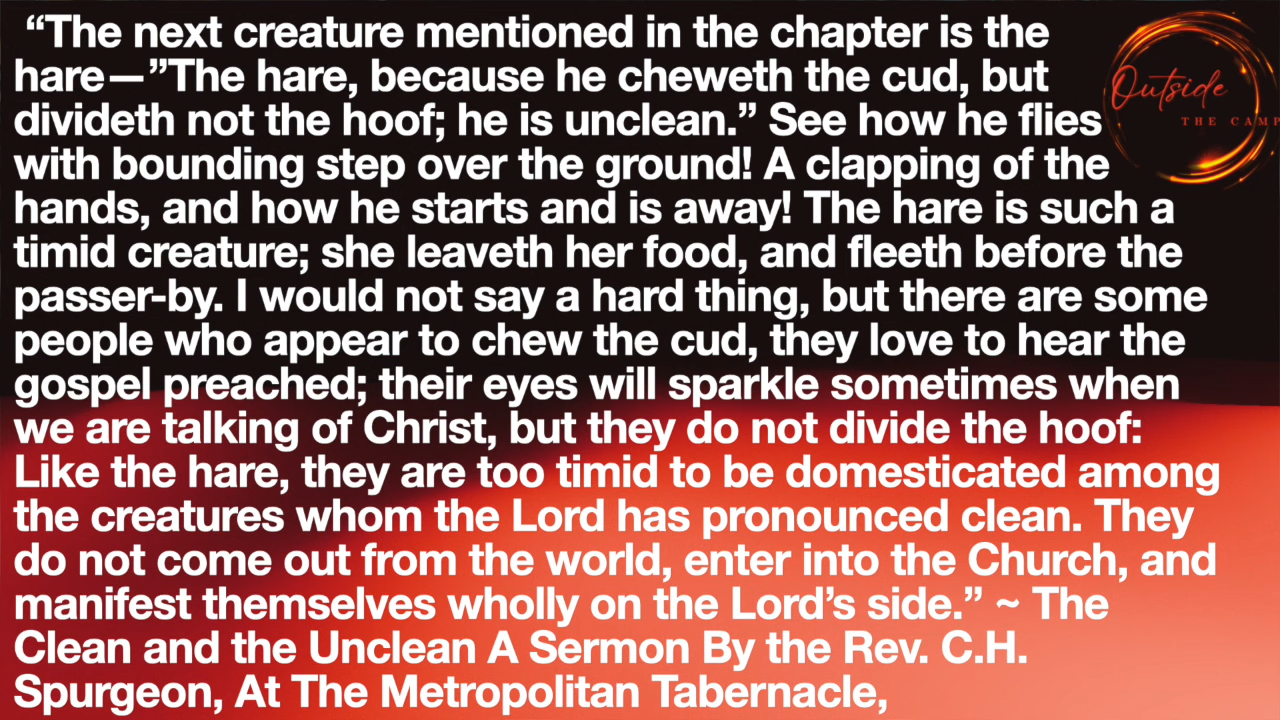 “The next creature mentioned in the chapter is the
hare—”The hare, because he cheweth the cud, but
divideth not the hoof; he is unclean.” See how he flies
with bounding step over the ground! A clapping of the
hands, and how he starts and is away! The hare is such a
timid creature; she leaveth her food, and fleeth before the
passer-by. I would not say a hard thing, but there are some
people who appear to chew the cud, they love to hear the
gospel preached; their eyes will sparkle sometimes when
we are talking of Christ, but they do not divide the hoof:
Like the hare, they are too timid to be domesticated among
the creatures whom the Lord has pronounced clean. They
do not come out from the world, enter into the Church, and
manifest themselves wholly on the Lord’s side.” ~ The
Clean and the Unclean A Sermon By the Rev. C.H.
Spurgeon, At The Metropolitan Tabernacle,
Outside
THE CAMP